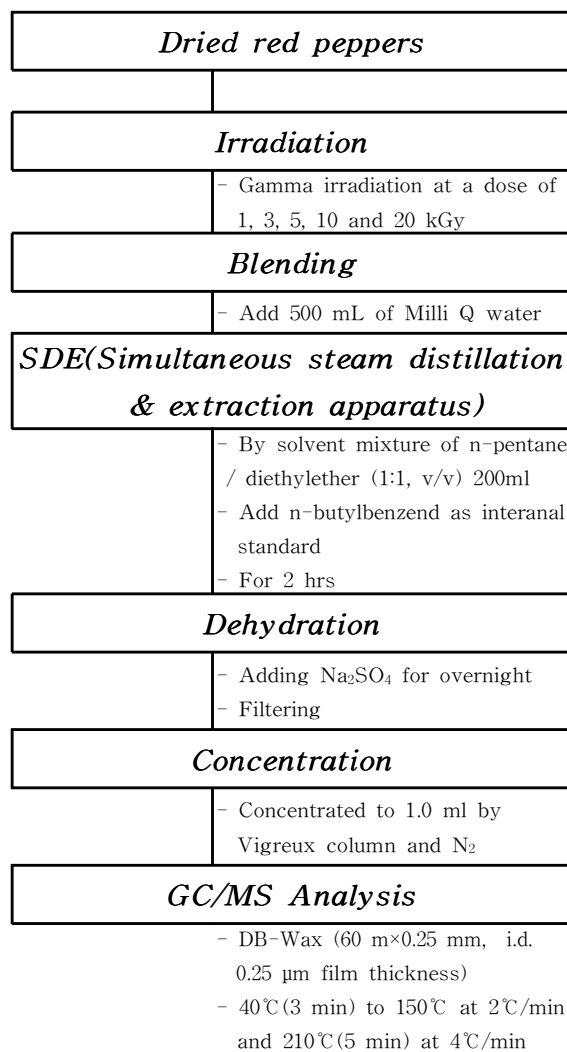 Dried red peppers
Irradiation
- Gamma irradiation at a dose of
1, 3, 5, 10 and 20 kGy
Blending
- Add 500 mL of Milli Q water
SDE(Simultaneous steam distillation
& extraction apparatus)
- By solvent mixture of n-pentane
/ diethylether (1:1, v/v) 200ml
- Add n-butylbenzend as interanal
standard
- For 2 hrs
Dehydration
- Adding Na₂SO₄ for overnight
- Filtering
Concentration
- Concentrated to 1.0 ml by
Vigreux column and N₂
GC/MS Analysis
- DB-Wax (60 m×0.25 mm, i.d.
0.25 μm film thickness)
- 40℃(3 min) to 150℃ at 2℃/min
and 210℃(5 min) at 4℃/min